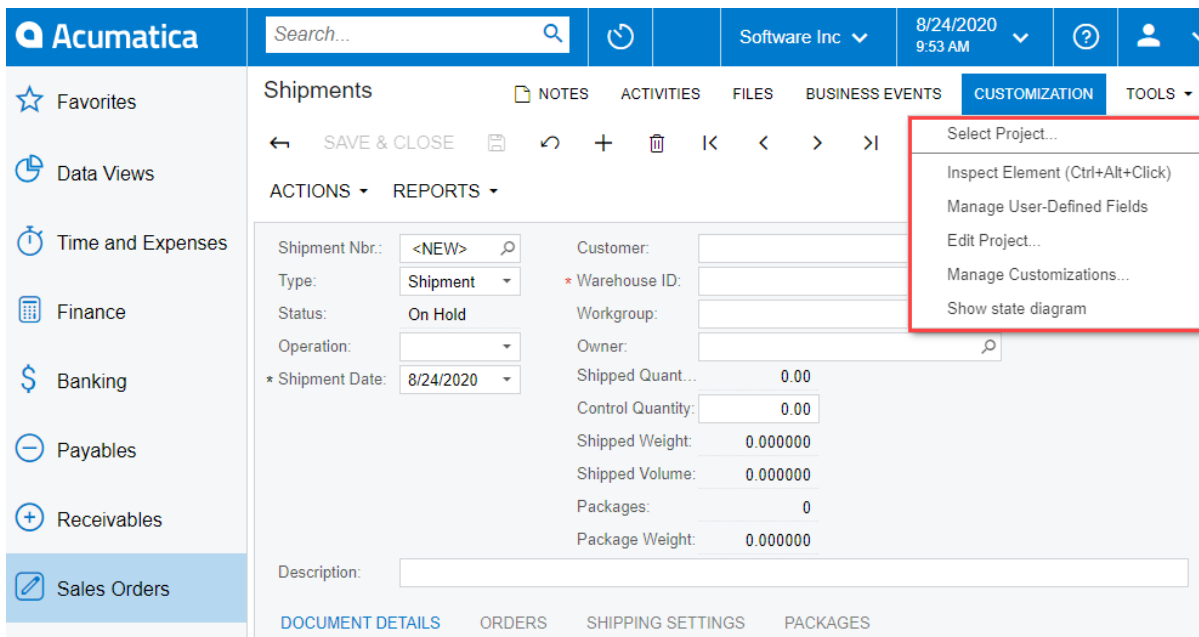 Acumatica
Search...
Software Inc
8/24/2020
9:53 AM
Favorites
Data Views
Time and Expenses
Finance
Banking
Payables
Receivables
Sales Orders
Shipments
NOTES ACTIVITIES FILES BUSINESS EVENTS CUSTOMIZATION TOOLS
SAVE & CLOSE
ACTIONS REPORTS
Select Project...
Inspect Element (Ctrl+Alt+Click)
Manage User-Defined Fields
Edit Project...
Manage Customizations...
Show state diagram
Shipment Nbr.: <NEW>
Type: Shipment
Status: On Hold
Operation:
* Shipment Date: 8/24/2020
Customer:
* Warehouse ID:
Workgroup:
Owner:
Shipped Quant... 0.00
Control Quantity: 0.00
Shipped Weight: 0.000000
Shipped Volume: 0.000000
Packages: 0
Package Weight: 0.000000
Description:
DOCUMENT DETAILS ORDERS SHIPPING SETTINGS PACKAGES